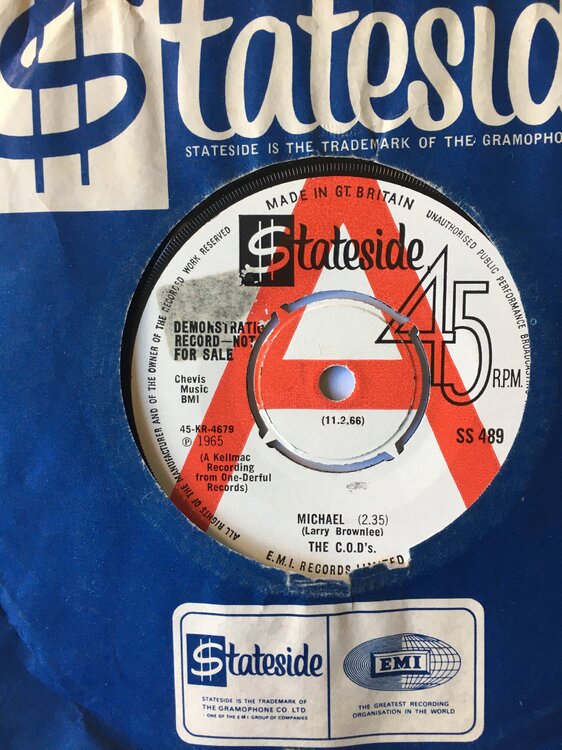 $tatesid
STATESIDE IS THE TRADEMARK OF THE GRAMOPHO
MADE IN GT. BRITAIN
UNAUTHORISED PUBLIC PERFORMANCE BROADCASTING
ALL RIGHTS OF THE MANUFACTURER AND OF THE OWNER OF THE RECORDED WORK RESERVED
$tateside
A
45 R.P.M.
DEMONSTRATIO
RECORD—NOT
FOR SALE
Chevis
Music
BMI
(11.2.66)
SS 489
45-KR-4679
℗ 1965
(A Kellmac
Recording
from One-Derful
Records)
MICHAEL (2.35)
(Larry Brownlee)
THE C.O.D's.
E.M.I. RECORDS LIMITED
$tateside
STATESIDE IS THE TRADEMARK OF
THE GRAMOPHONE CO. LTD.
- ONE OF THE E M I GROUP OF COMPANIES
EMI
THE GREATEST RECORDING
ORGANISATION IN THE WORLD